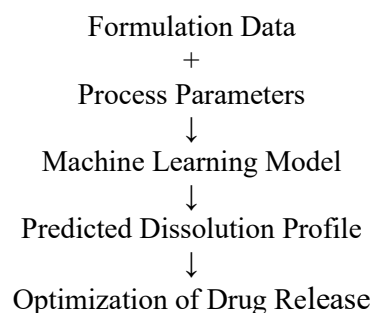 Formulation Data
+
Process Parameters
↓
Machine Learning Model
↓
Predicted Dissolution Profile
↓
Optimization of Drug Release